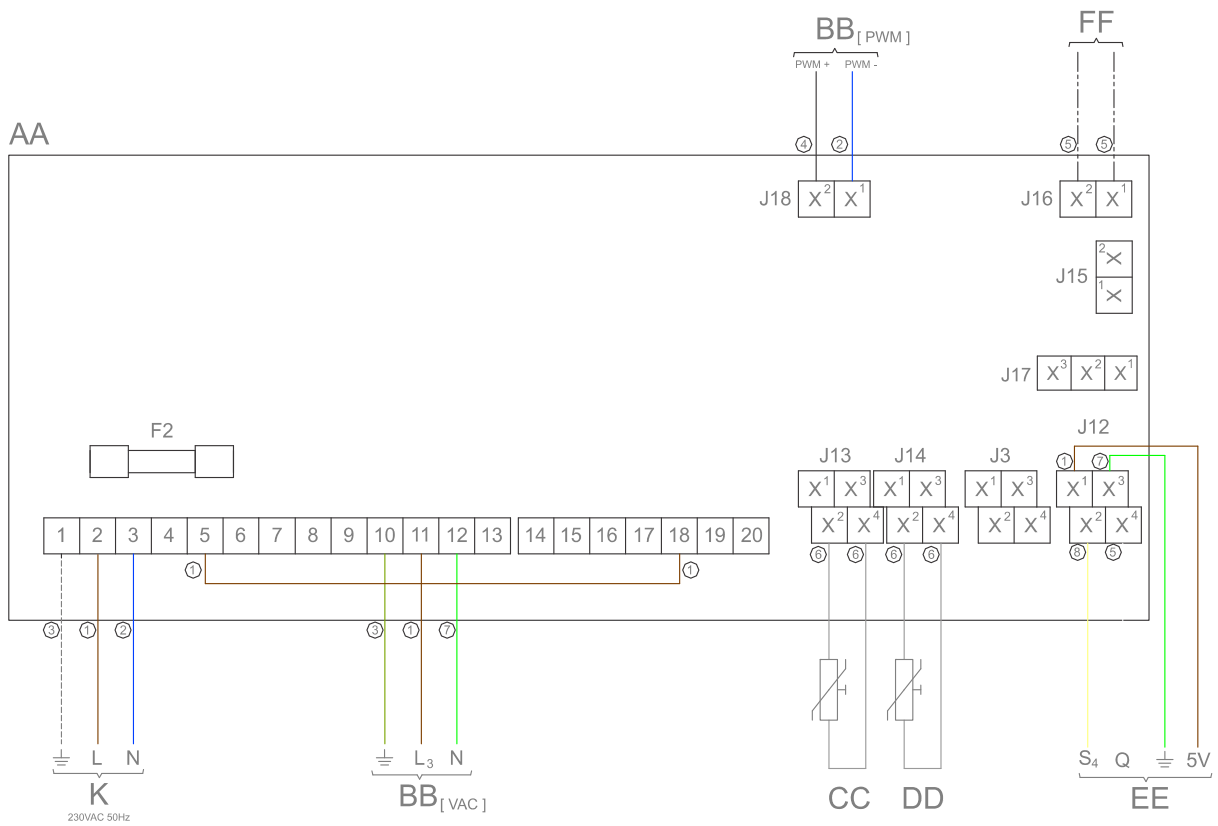 BB [ PWM ]
FF
PWM +
PWM -
AA
4
2
5
5
J18
X2
X1
J16
X2
X1
J15
2 X
1 X
J17
X3
X2
X1
F2
J13
J14
J3
J12
1
7
X1
X3
X1
X3
X1
X3
X1
X3
X2
X4
X2
X4
X2
X4
X2
X4
1
2
3
4
5
6
7
8
9
10
11
12
13
14
15
16
17
18
19
20
6
6
6
6
8
5
1
1
3
1
2
3
1
7
L
N
L3
N
S4
Q
5V
K
230VAC 50Hz
BB [ VAC ]
CC
DD
EE